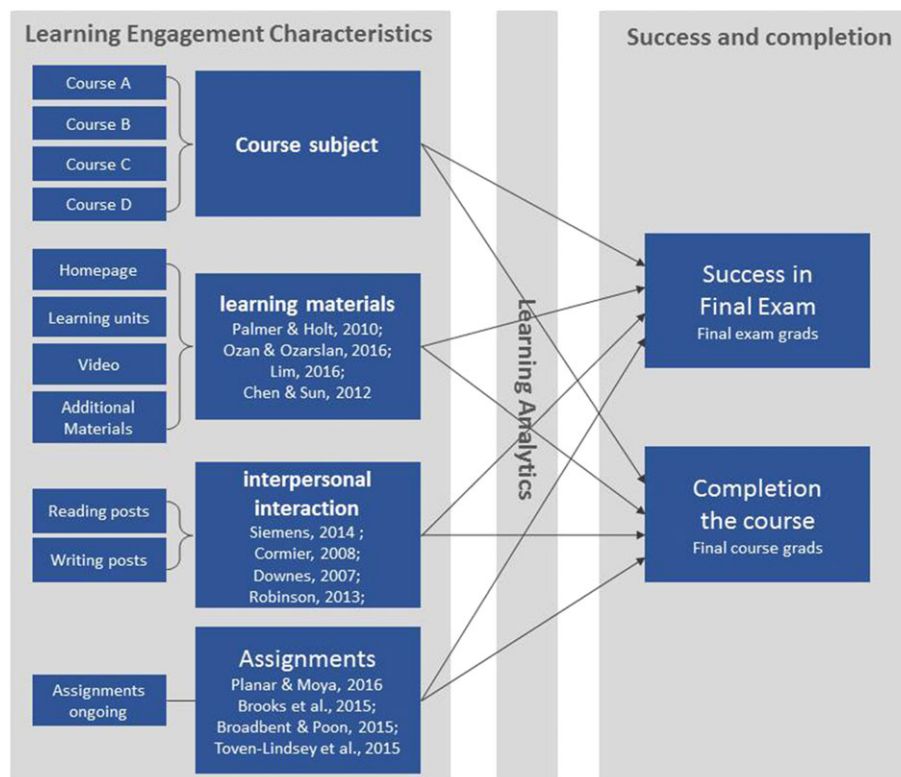 Learning Engagement Characteristics
Course A
Course B
Course C
Course D
Course subject
Homepage
Learning units
Video
Additional
Materials
learning materials
Palmer & Holt, 2010;
Ozan & Ozarslan, 2016;
Lim, 2016;
Chen & Sun, 2012
Reading posts
Writing posts
interpersonal
interaction
Siemens, 2014 ;
Cormier, 2008;
Downes, 2007;
Robinson, 2013;
Assignments
ongoing
Assignments
Planar & Moya, 2016
Brooks et al., 2015;
Broadbent & Poon, 2015;
Toven-Lindsey et al., 2015
Learning Analytics
Success and completion
Success in
Final Exam
Final exam grads
Completion
the course
Final course grads